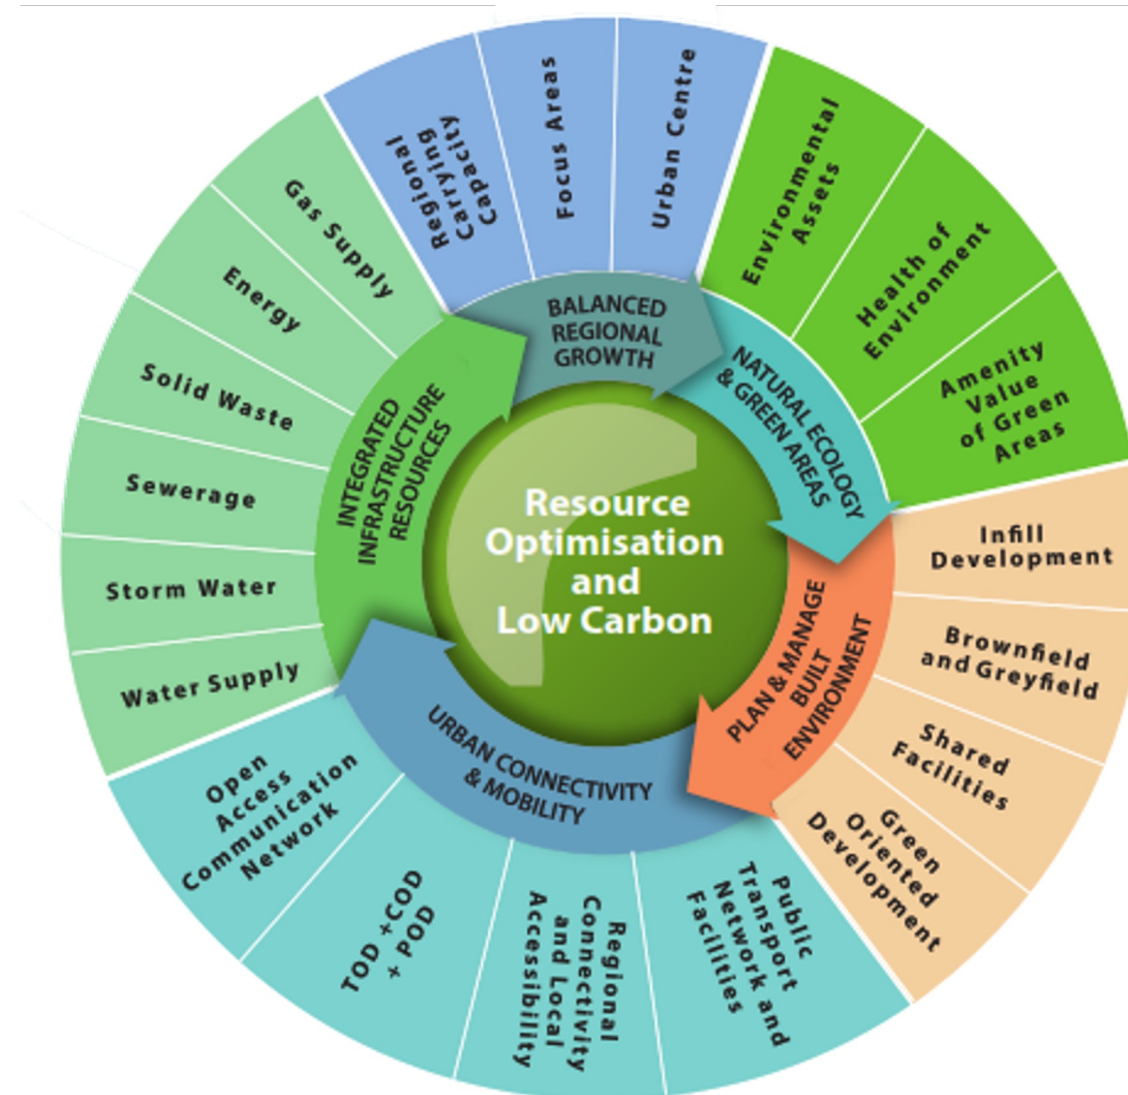 Resource
Optimisation
and
Low Carbon
BALANCED
REGIONAL
GROWTH
NATURAL ECOLOGY
& GREEN AREAS
PLAN & MANAGE
BUILT
ENVIRONMENT
URBAN CONNECTIVITY
& MOBILITY
INTEGRATED
INFRASTRUCTURE
RESOURCES
Regional
Carrying
Capacity
Focus Areas
Urban Centre
Environmental
Assets
Health of
Environment
Amenity
Value
of Green
Areas
Infill
Development
Brownfield
and Greyfield
Shared
Facilities
Green
Oriented
Development
Public
Transport
Network and
Facilities
Regional
Connectivity
and Local
Accessibility
TOD +COD
+ POD
Open
Access
Communication
Network
Water Supply
Storm Water
Sewerage
Solid Waste
Energy
Gas Supply